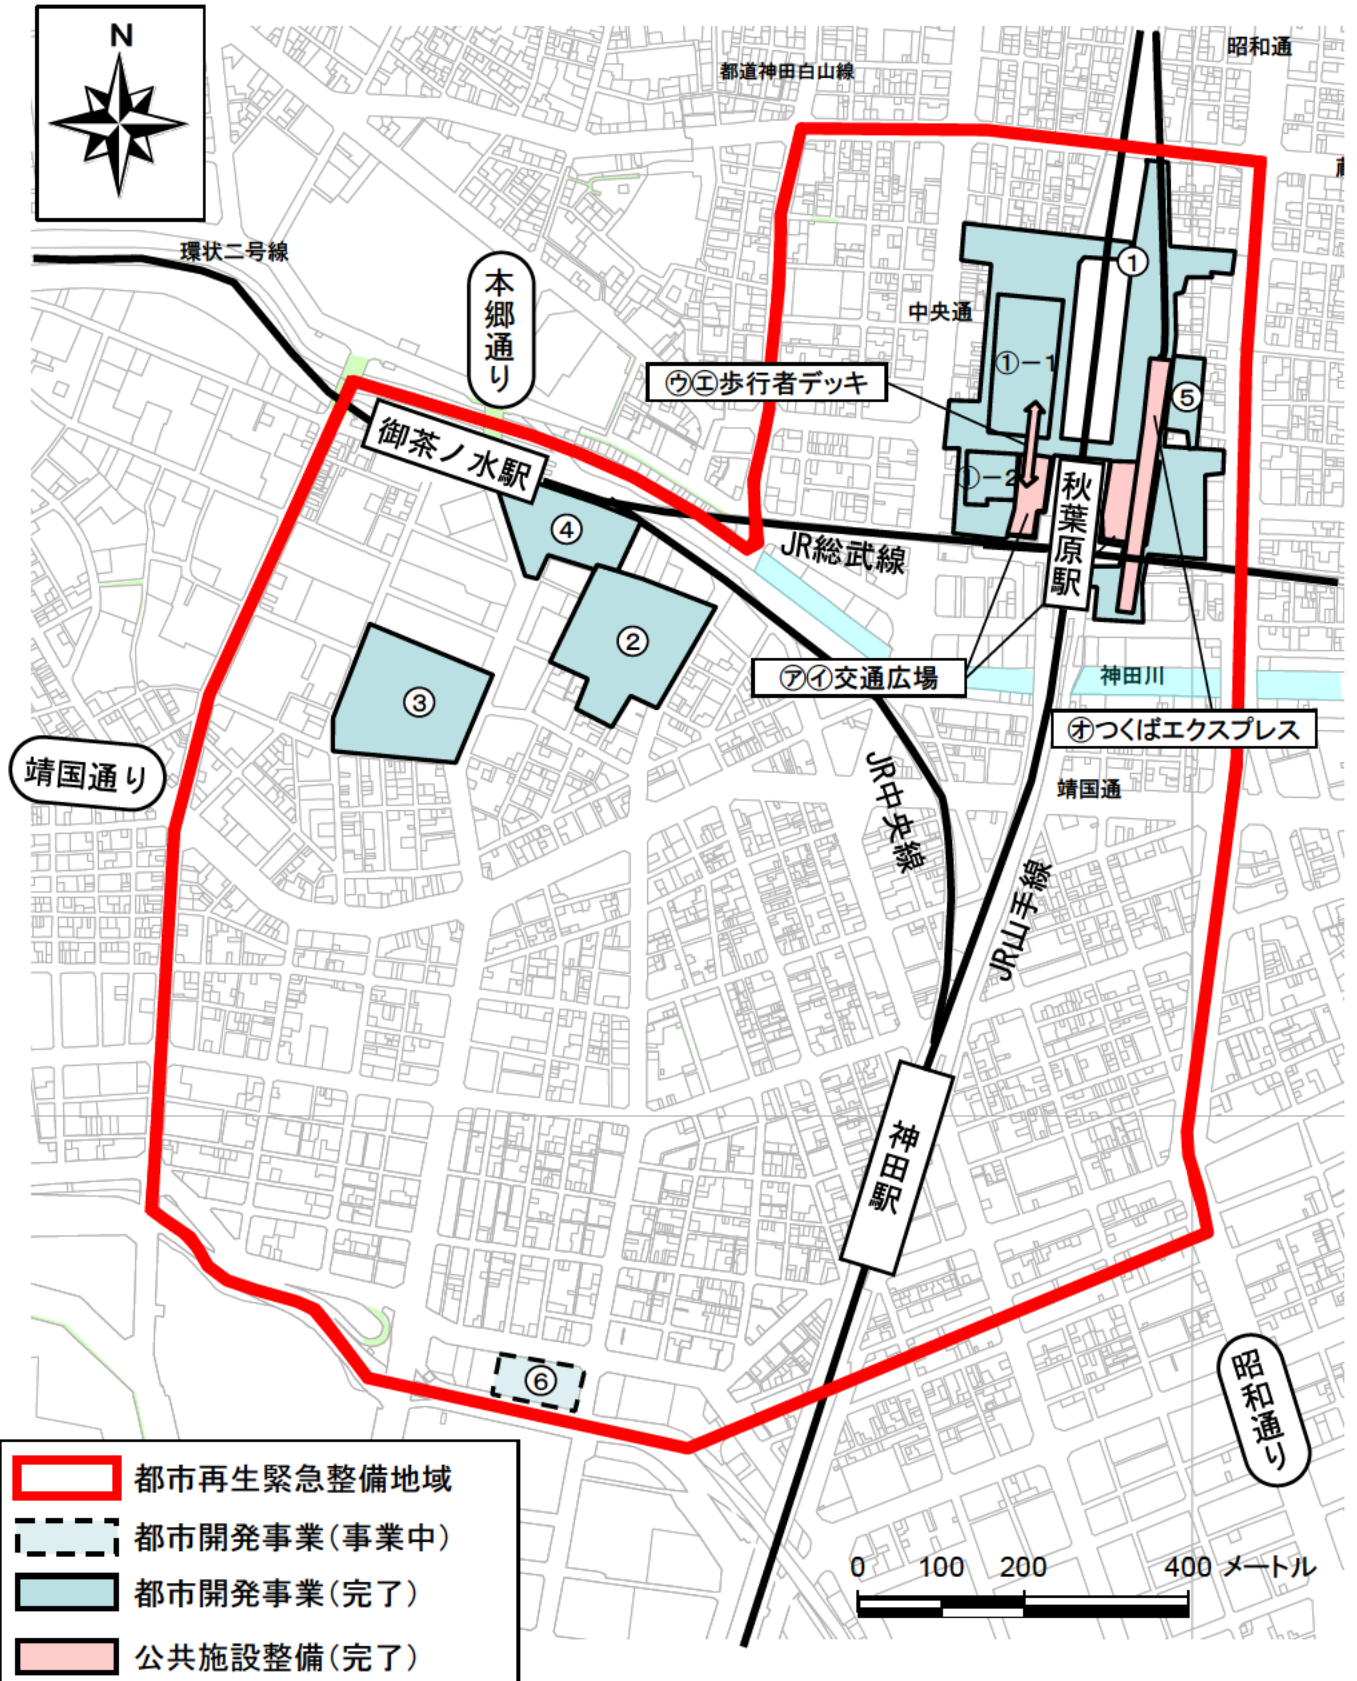 N
昭和通
都道神田白山線
環状二号線
本郷通り
中央通
①
①-1
㋒㋓歩行者デッキ
⑤
御茶ノ水駅
①-2
秋葉原駅
④
JR総武線
②
㋐㋑交通広場
神田川
③
㋔つくばエクスプレス
靖国通り
靖国通
JR中央線
JR山手線
神田駅
⑥
昭和通り
都市再生緊急整備地域
都市開発事業(事業中)
都市開発事業(完了)
公共施設整備(完了)
0 100 200 400 メートル